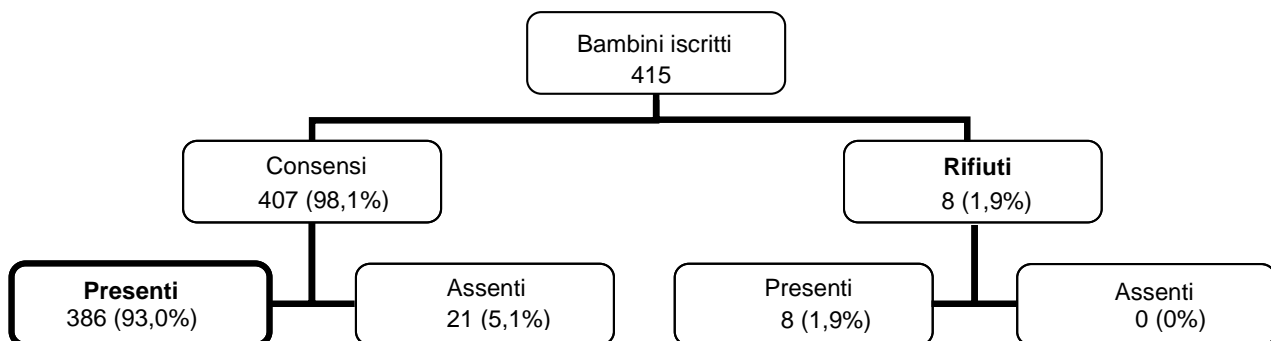 Bambini iscritti
415
Consensi
407 (98,1%)
Rifiuti
8 (1,9%)
Presenti
386 (93,0%)
Assenti
21 (5,1%)
Presenti
8 (1,9%)
Assenti
0 (0%)